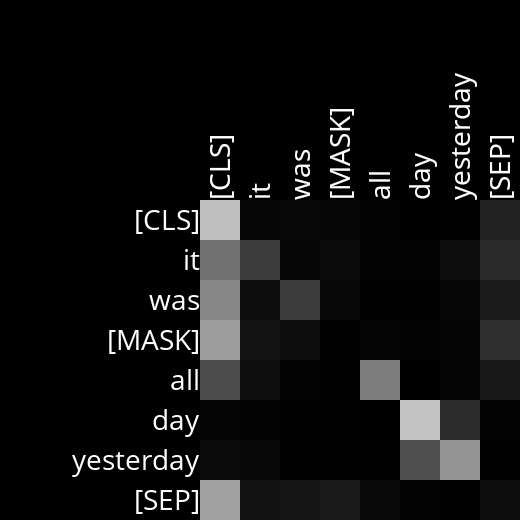 [CLS]
it
was
[MASK]
all
day
yesterday
[SEP]
[CLS]
it
was
[MASK]
all
day
yesterday
[SEP]